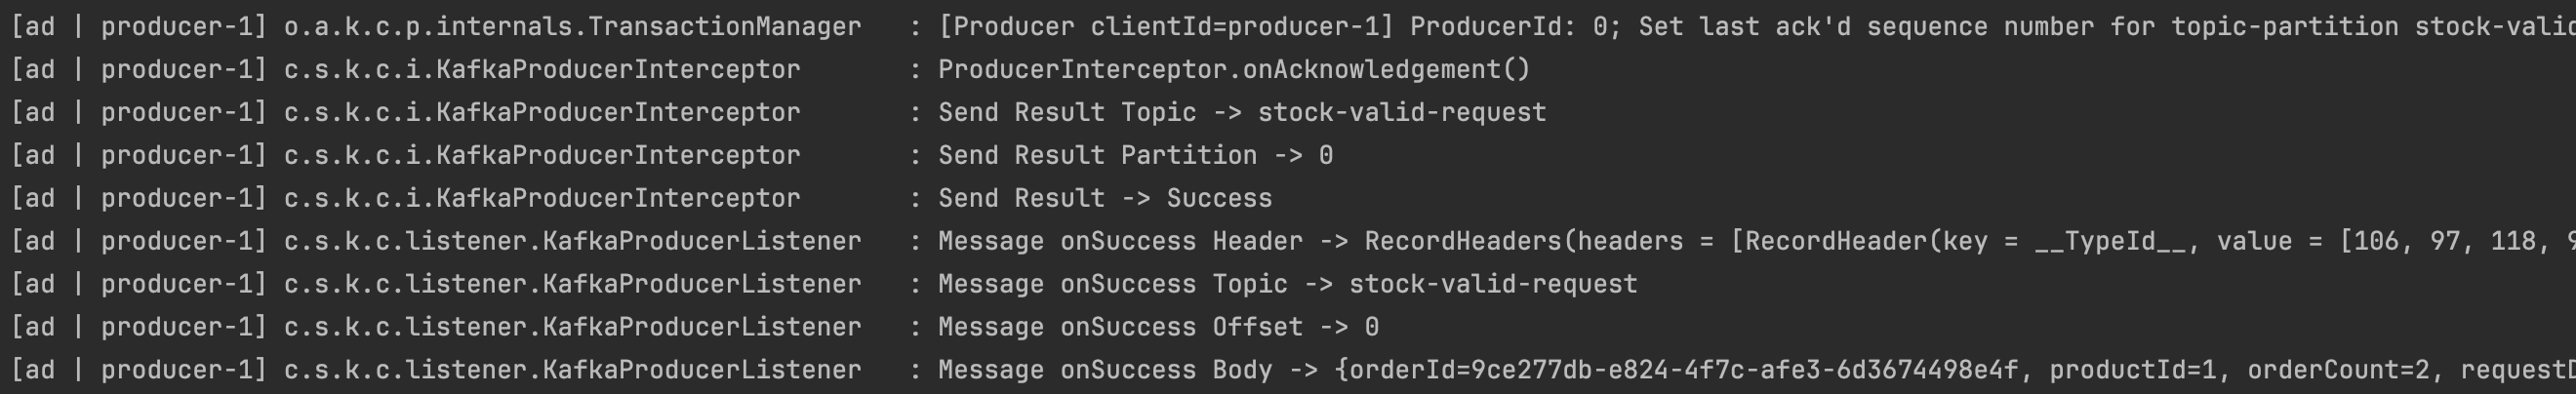 [ad | producer-1] o.a.k.c.p.internals.TransactionManager : [Producer clientId=producer-1] ProducerId: 0; Set last ack'd sequence number for topic-partition stock-valid
[ad | producer-1] c.s.k.c.i.KafkaProducerInterceptor : ProducerInterceptor.onAcknowledgement()
[ad | producer-1] c.s.k.c.i.KafkaProducerInterceptor : Send Result Topic -> stock-valid-request
[ad | producer-1] c.s.k.c.i.KafkaProducerInterceptor : Send Result Partition -> 0
[ad | producer-1] c.s.k.c.i.KafkaProducerInterceptor : Send Result -> Success
[ad | producer-1] c.s.k.c.listener.KafkaProducerListener : Message onSuccess Header -> RecordHeaders(headers = [RecordHeader(key = __TypeId__, value = [106, 97, 118, 9
[ad | producer-1] c.s.k.c.listener.KafkaProducerListener : Message onSuccess Topic -> stock-valid-request
[ad | producer-1] c.s.k.c.listener.KafkaProducerListener : Message onSuccess Offset -> 0
[ad | producer-1] c.s.k.c.listener.KafkaProducerListener : Message onSuccess Body -> {orderId=9ce277db-e824-4f7c-afe3-6d3674498e4f, productId=1, orderCount=2, requestD